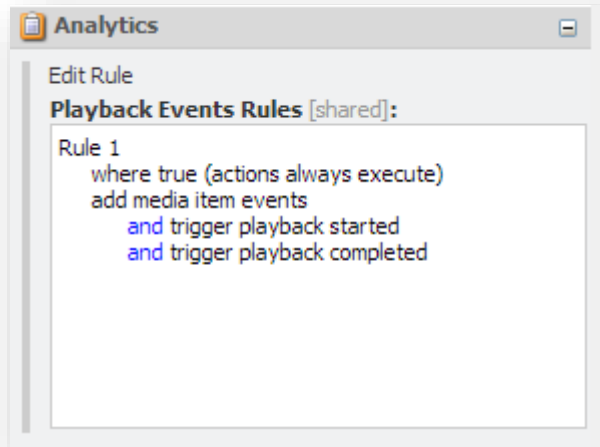 Analytics
Edit Rule
Playback Events Rules [shared]:
Rule 1
where true (actions always execute)
add media item events
and trigger playback started
and trigger playback completed